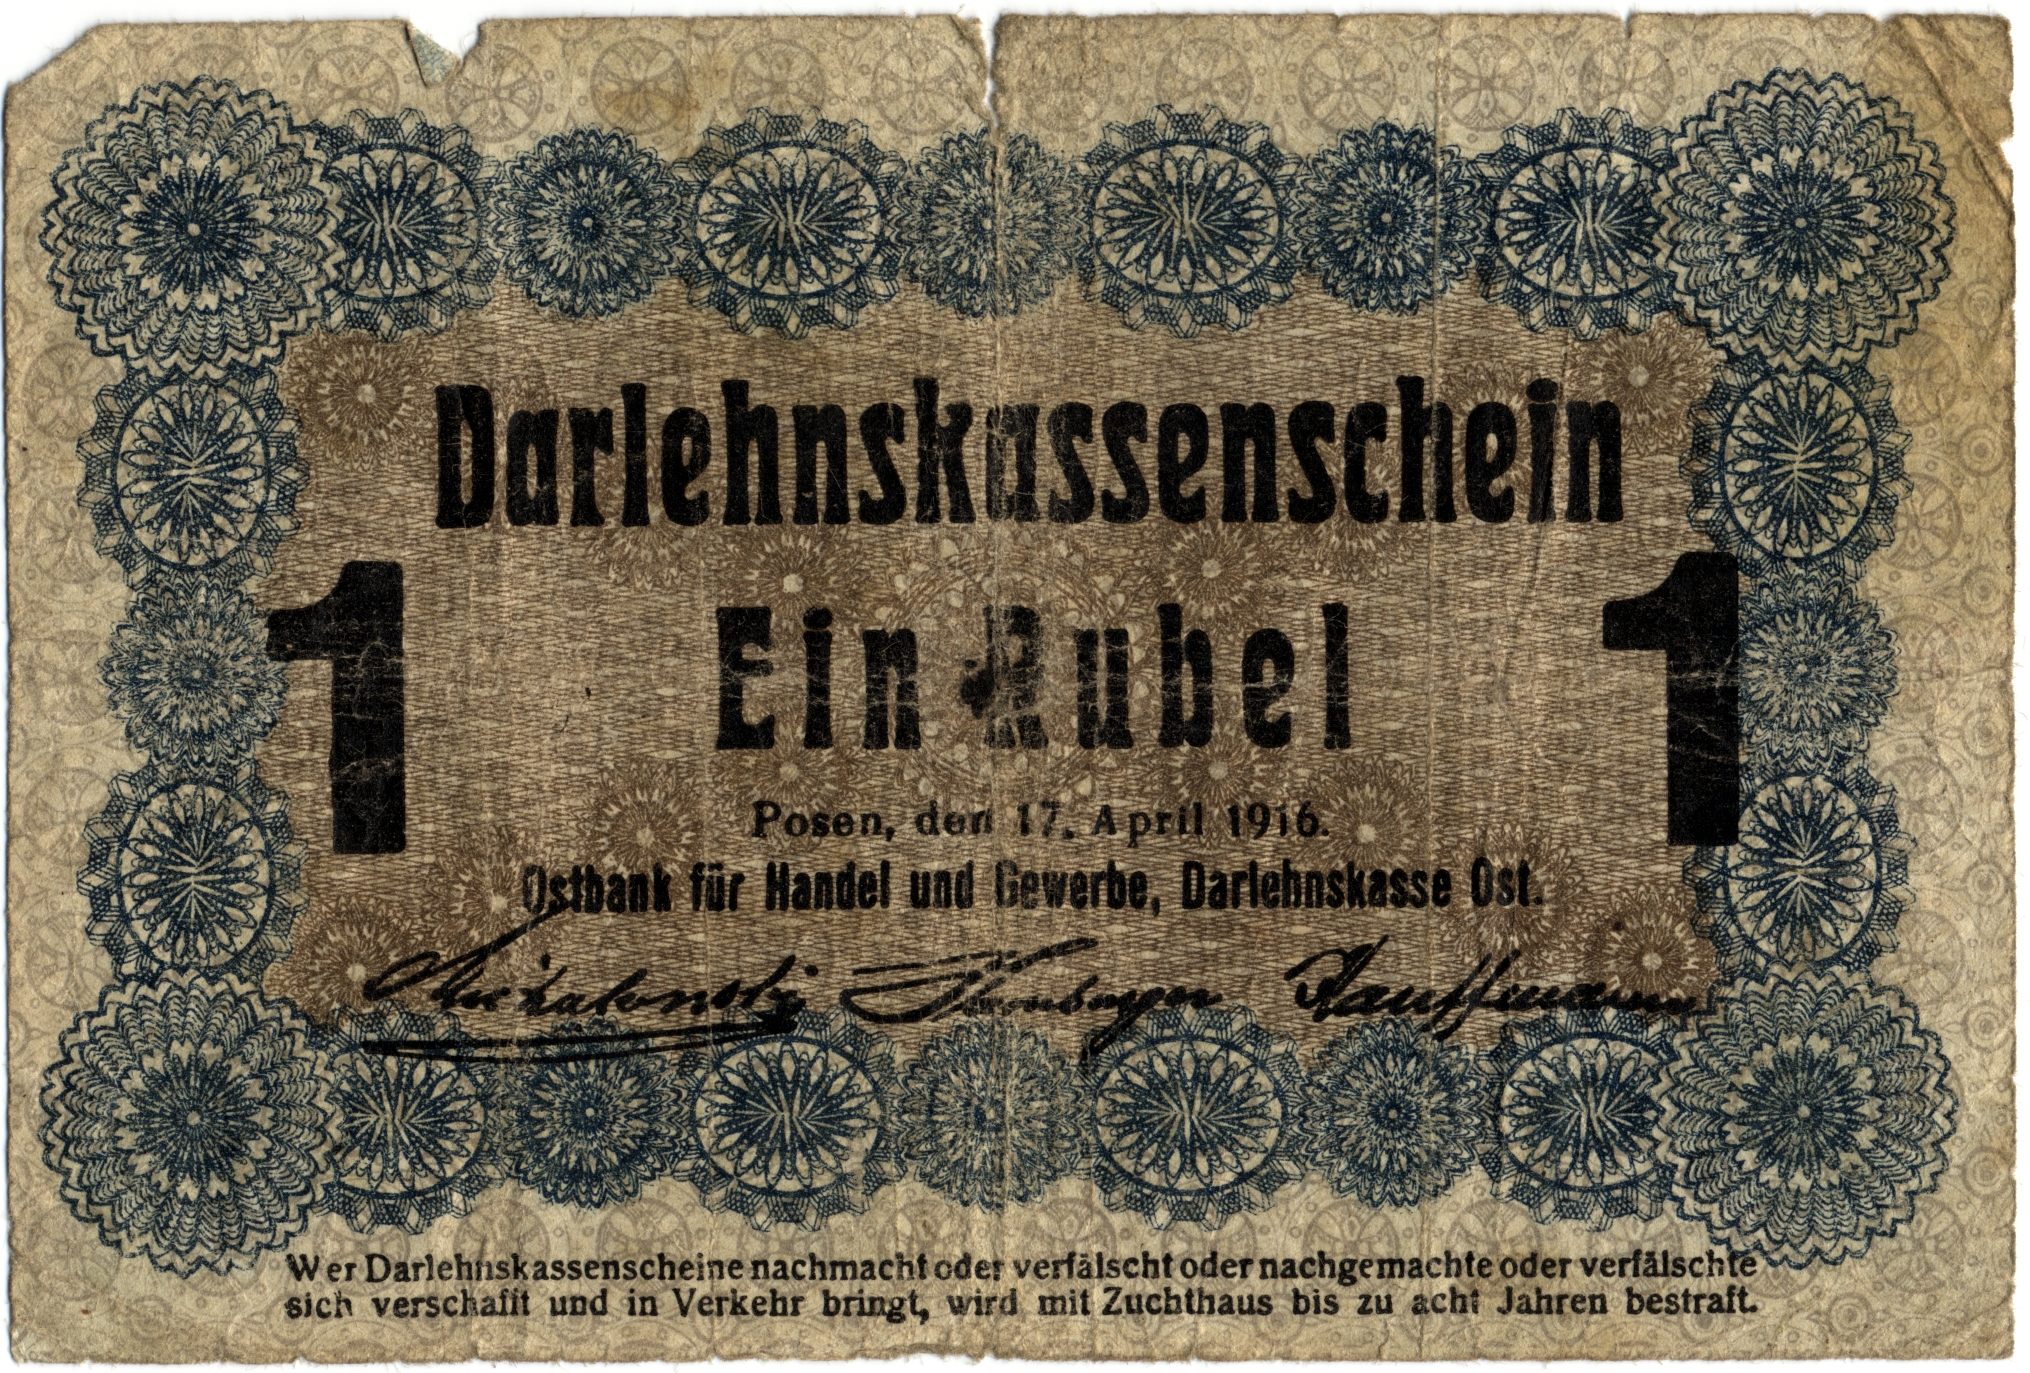 Darlehnskassenschein
1 Ein Rubel 1
Posen, den 17. April 1916.
Ostbank für Handel und Gewerbe, Darlehnskasse Ost.
Kauffmann
Wer Darlehnskassenscheine nachmacht oder verfälscht oder nachgemachte oder verfälschte
sich verschafft und in Verkehr bringt, wird mit Zuchthaus bis zu acht Jahren bestraft.